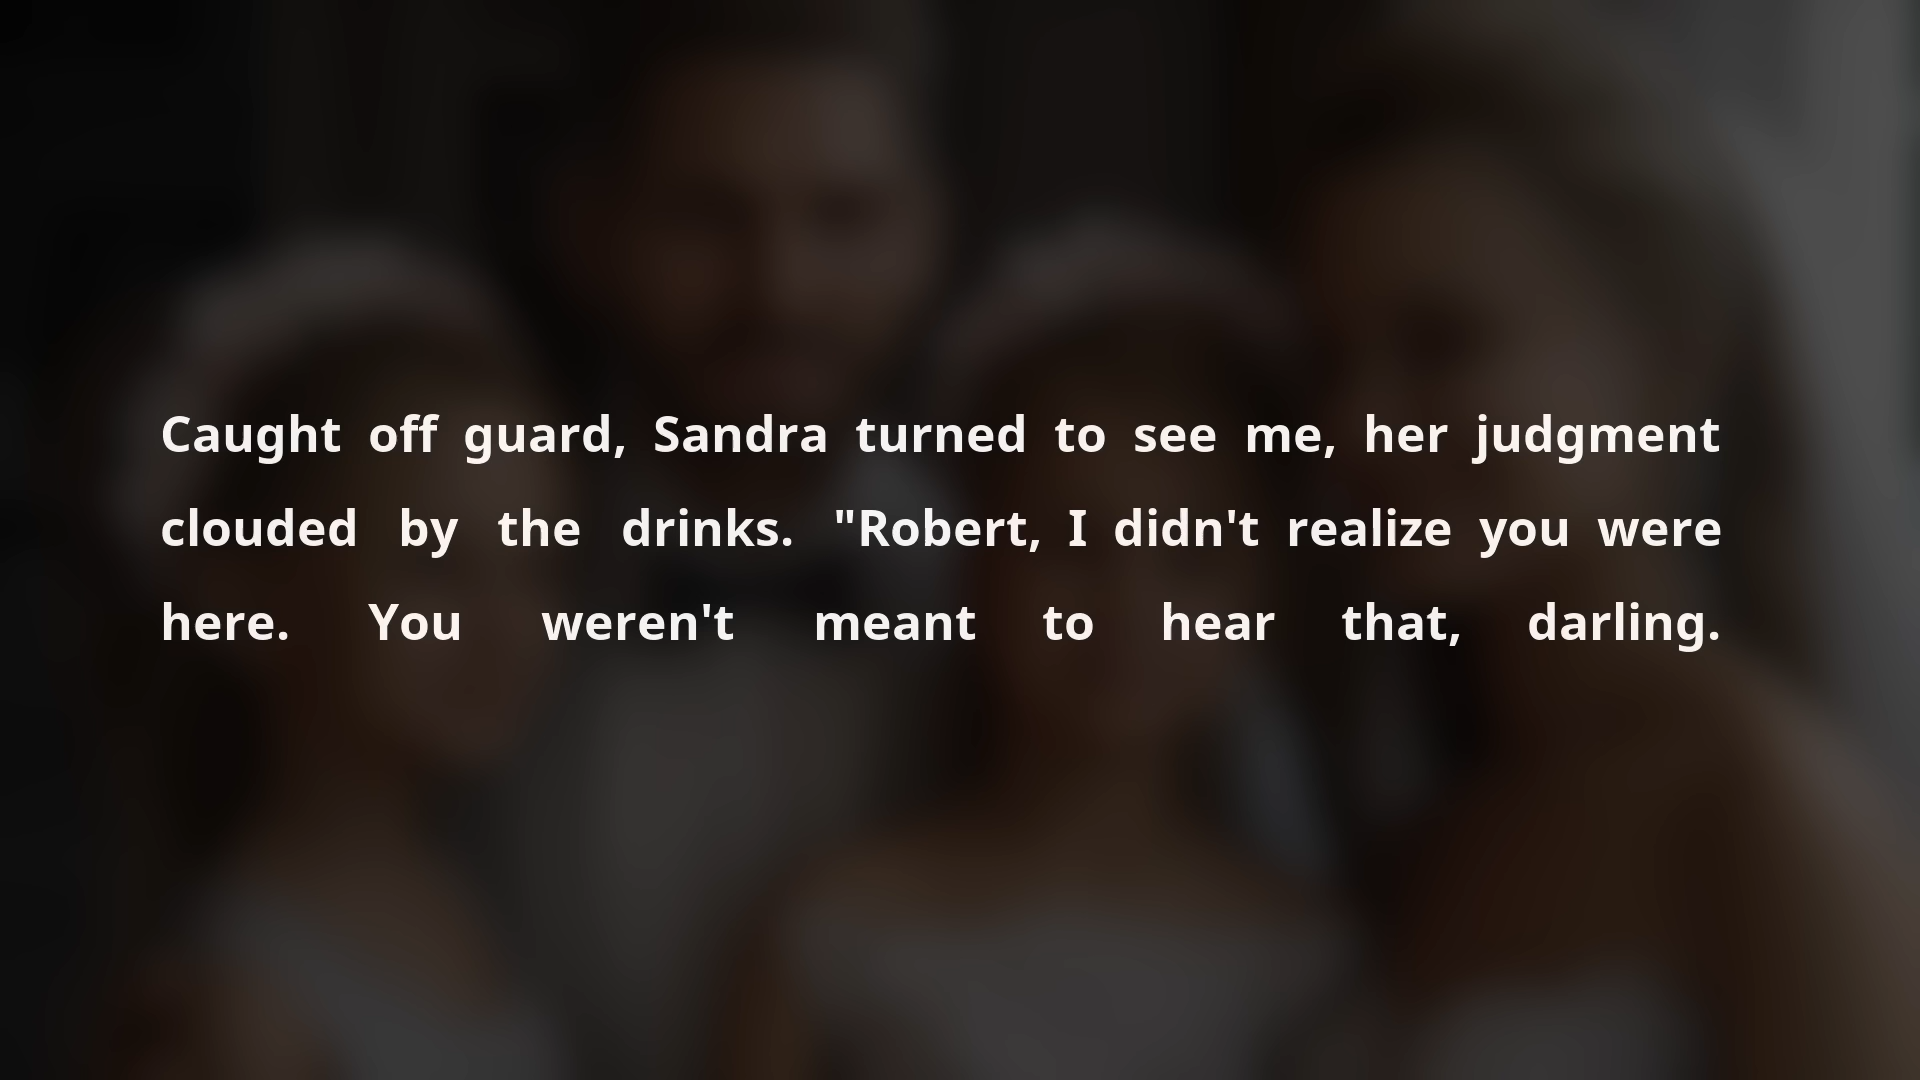 Caught off guard, Sandra turned to see me, her judgment
clouded by the drinks. "Robert, I didn't realize you were
here. You weren't meant to hear that, darling.